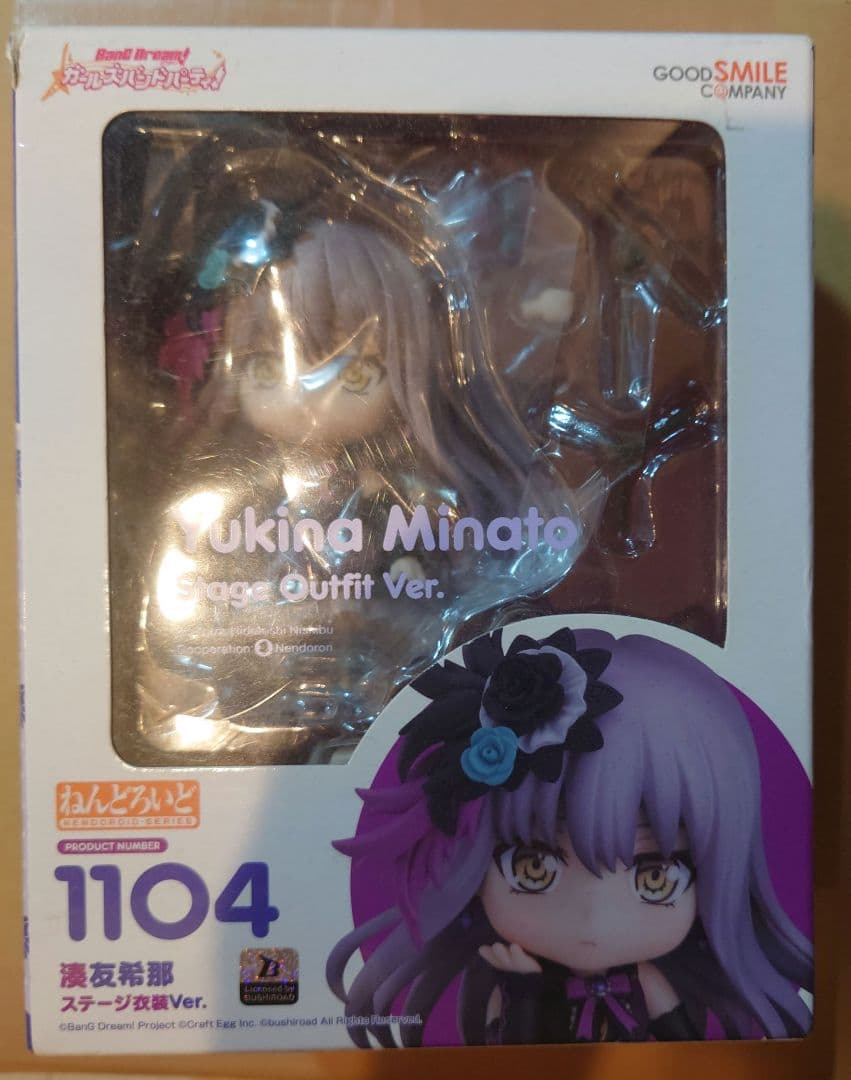 BanG Dream!
ガールズバンドパーティ!
GOOD SMILE
COMPANY
Yukina Minato
Stage Outfit Ver.
Cooperation Nendoron
ねんどろいど
NENDOROID SERIES
PRODUCT NUMBER
1104
湊友希那
ステージ衣装Ver.
B
Licensed by
BUSHIROAD
©BanG Dream! Project ©Craft Egg Inc. ©bushiroad All Rights Reserved.